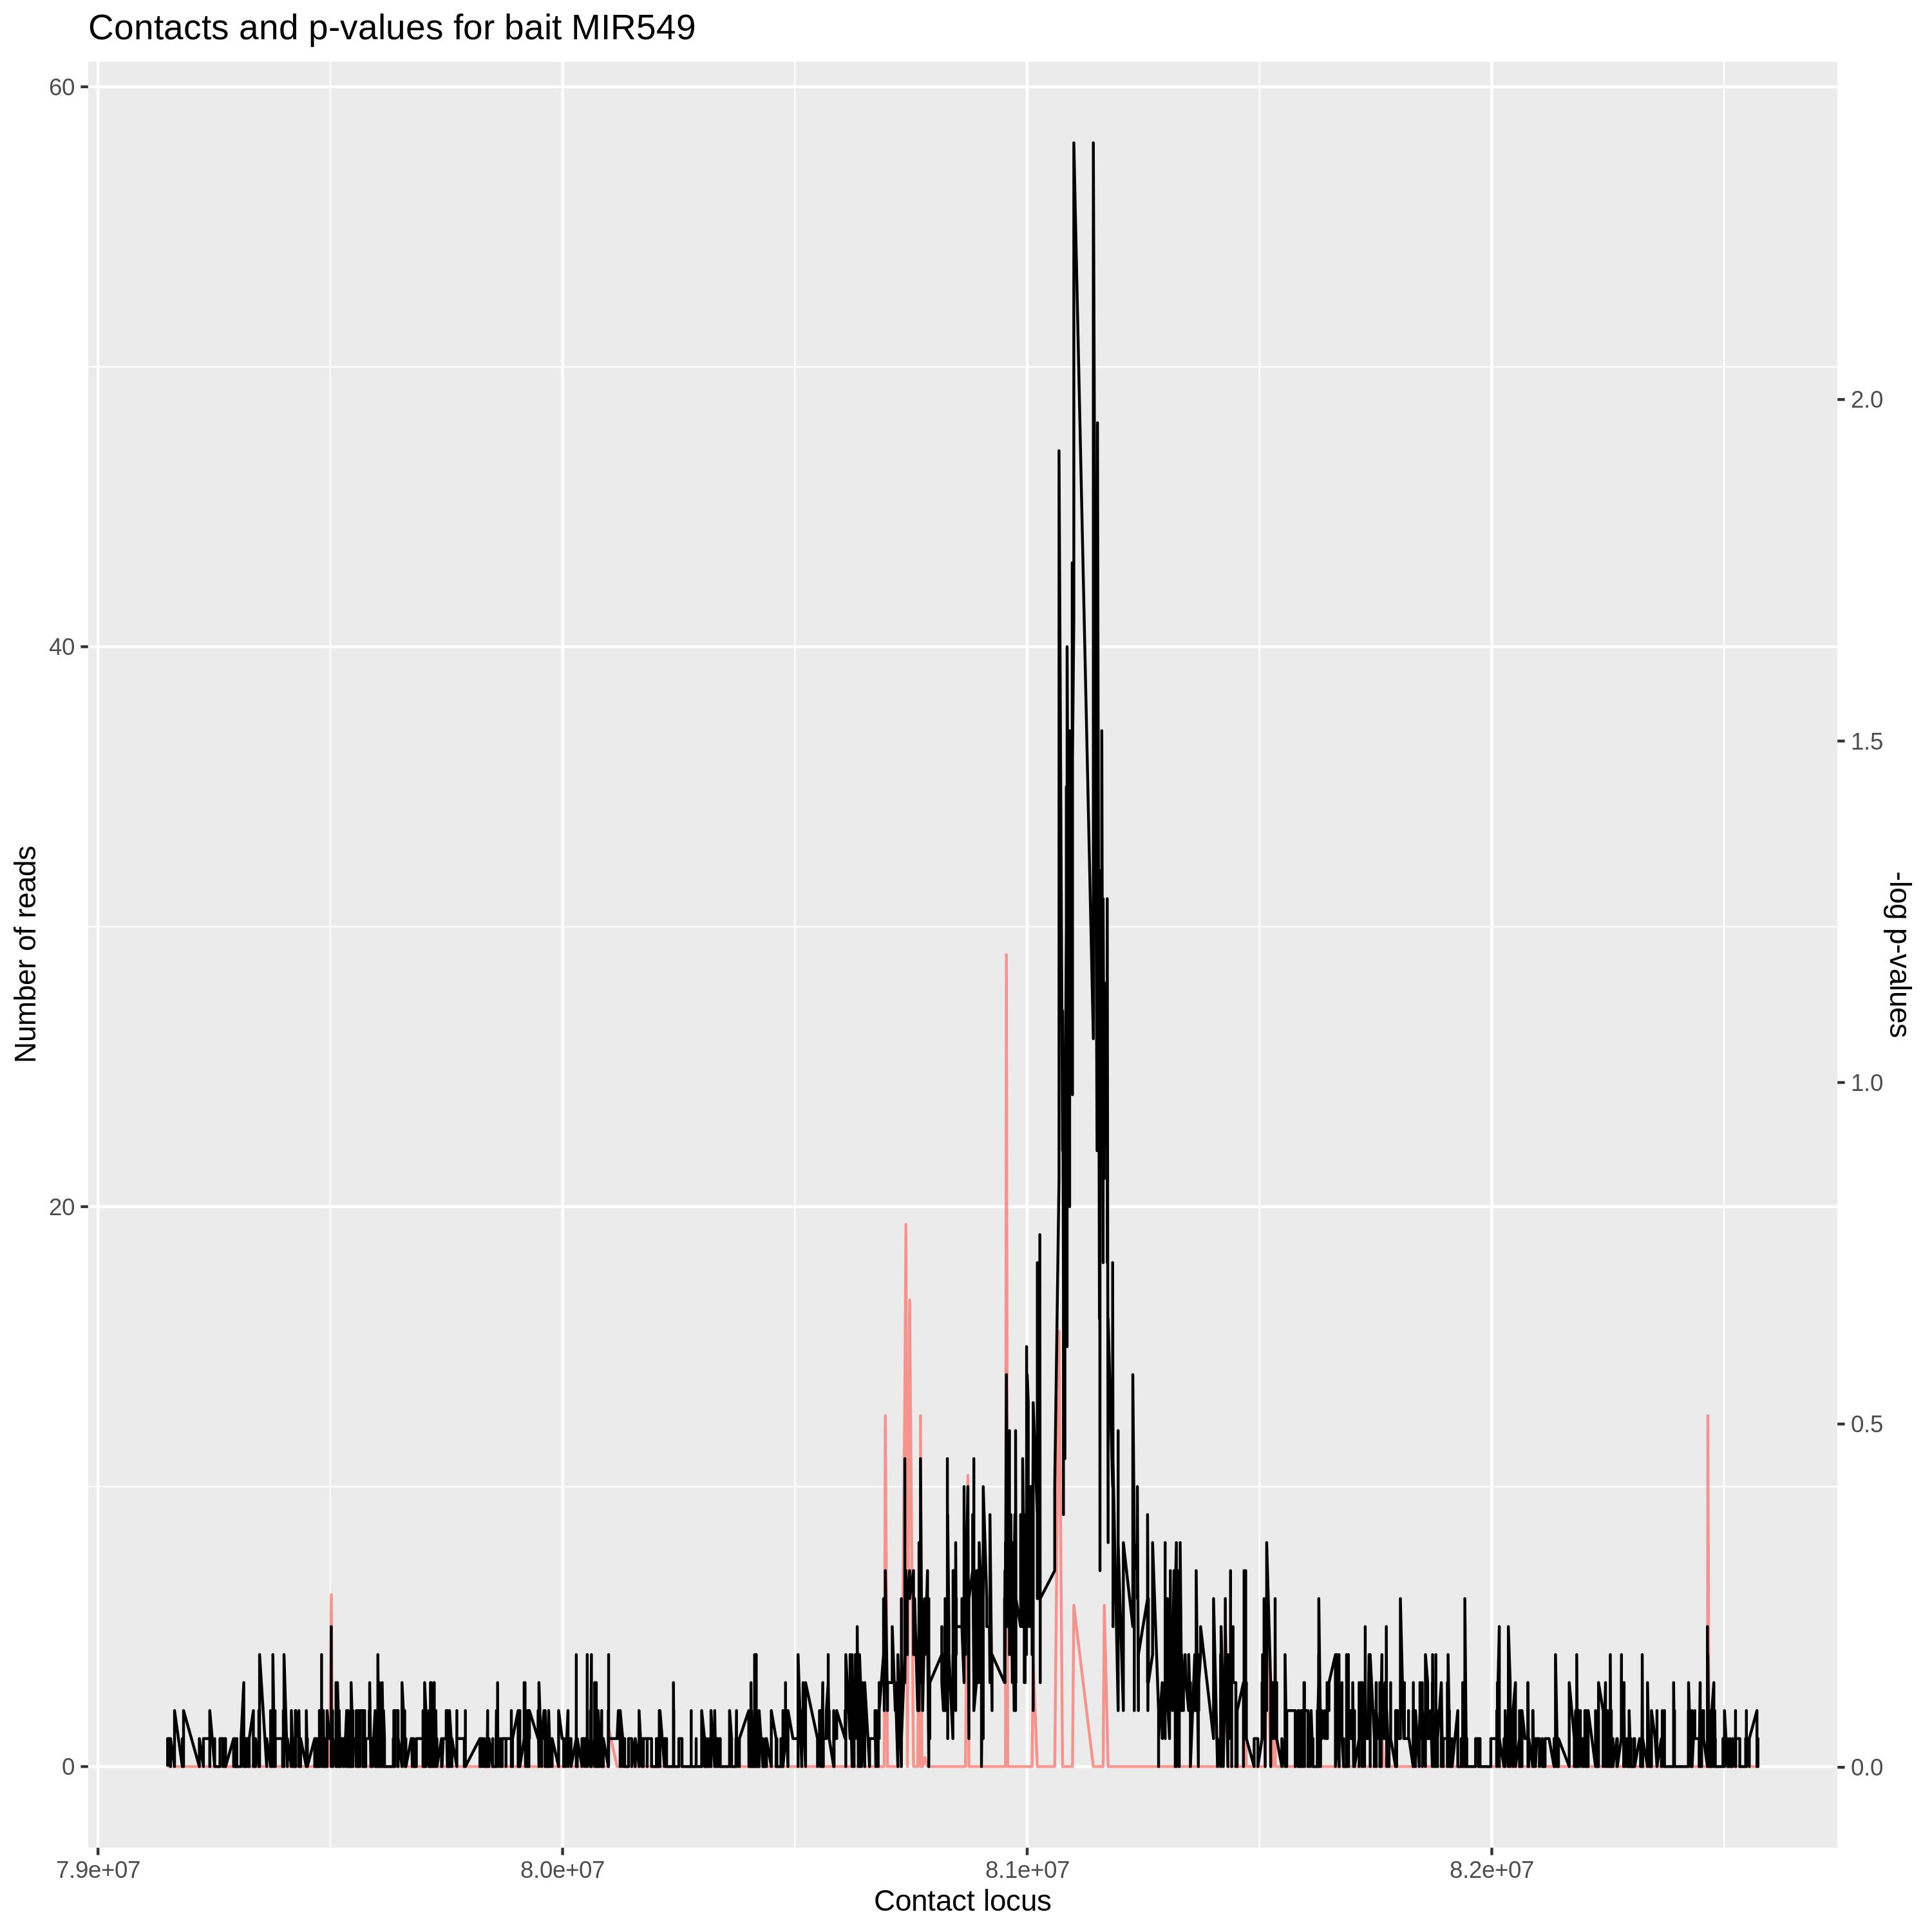 Contacts and p-values for bait MIR549
60
40
20
0
Number of reads
2.0
1.5
1.0
0.5
0.0
-log p-values
7.9e+07 8.0e+07 8.1e+07 8.2e+07
Contact locus